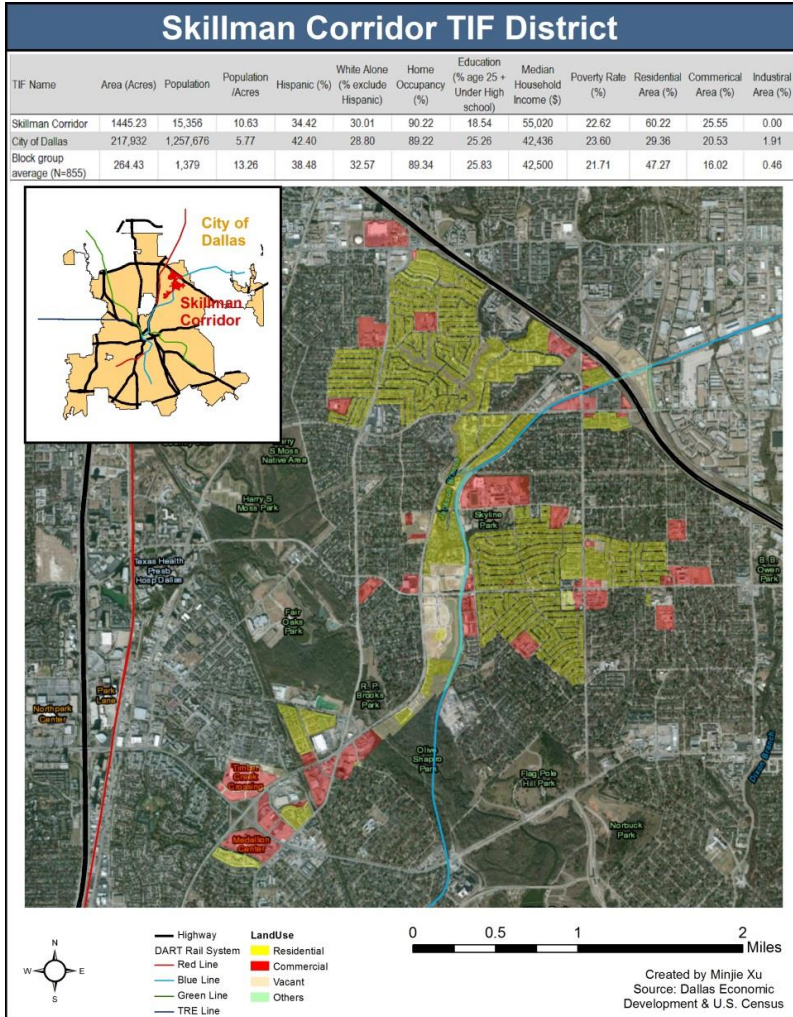 Skillman Corridor TIF District
TIF Name Area (Acres) Population Population /Acres Hispanic (%) White Alone (% exclude Hispanic) Home Occupancy (%) Education (% age 25 + Under High school) Median Household Income ($) Poverty Rate (%) Residential Area (%) Commerical Area (%) Industiral Area (%)
Skillman Corridor 1445.23 15,356 10.63 34.42 30.01 90.22 18.54 55,020 22.62 60.22 25.55 0.00
City of Dallas 217,932 1,257,676 5.77 42.40 28.80 89.22 25.26 42,436 23.60 29.36 20.53 1.91
Block group average (N=855) 264.43 1,379 13.26 38.48 32.57 89.34 25.83 42,500 21.71 47.27 16.02 0.46
City of
Dallas
Skillman
Corridor
S Moss
Native Area
Harry S
Moss Park
Skyline
Park
Texas Health
Presb
Hosp Dallas
B. B.
Owen
Park
Fair
Oaks
Park
Park
Lane
Northpark
Center
R. P.
Brooks
Park
Olive
Shapiro
Park
Timber
Creek
Crossing
Flag Pole
Hill Park
Medallion
Center
Norbuck
Park
Dixon Branch
N
W E
S
Highway
DART Rail System
Red Line
Blue Line
Green Line
TRE Line
LandUse
Residential
Commercial
Vacant
Others
0 0.5 1 2
Miles
Created by Minjie Xu
Source: Dallas Economic
Development & U.S. Census